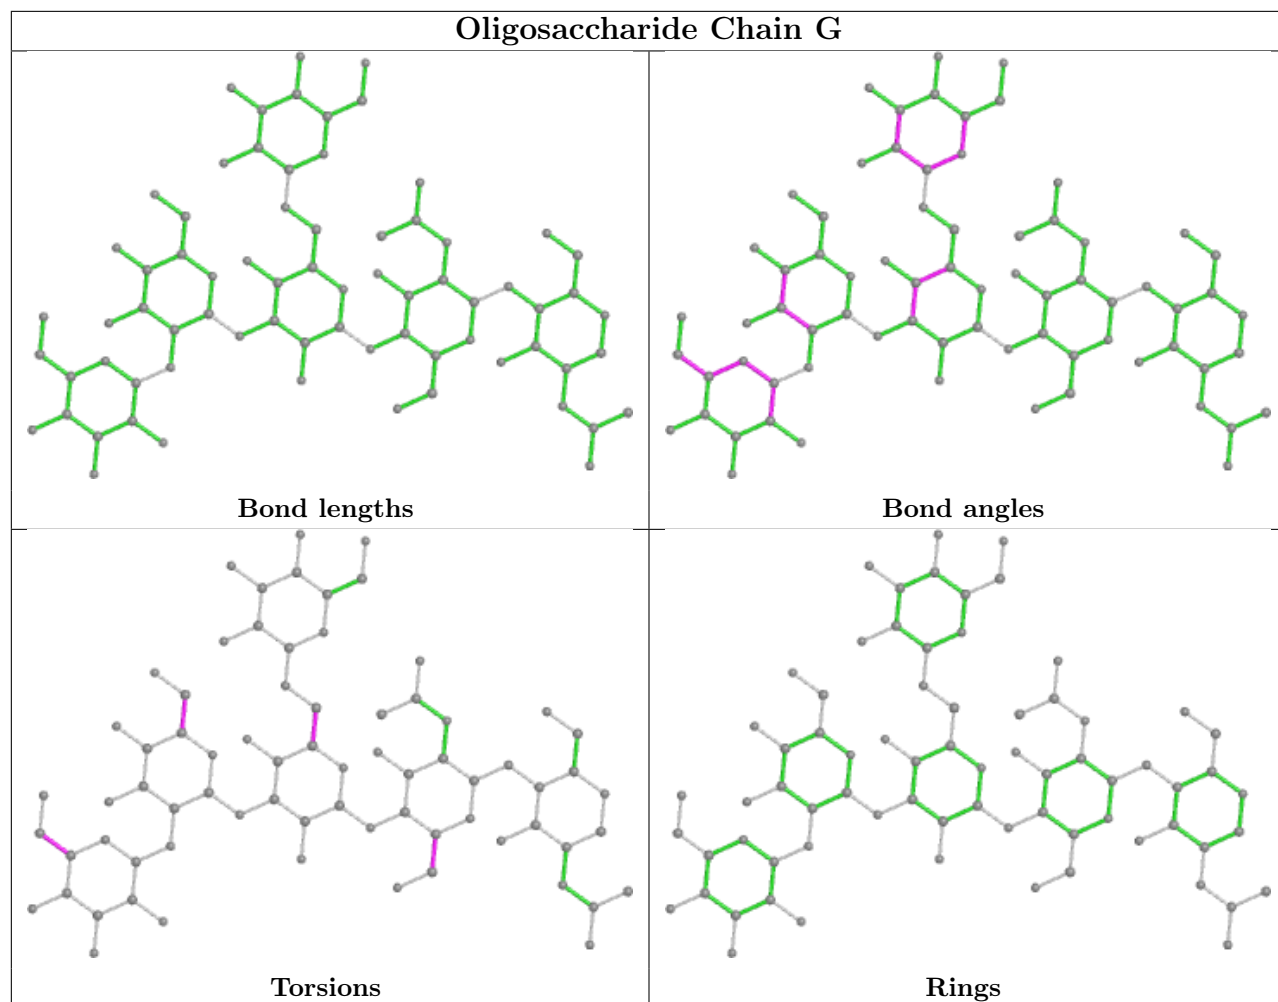 Oligosaccharide Chain G
Bond lengths
Bond angles
Torsions
Rings